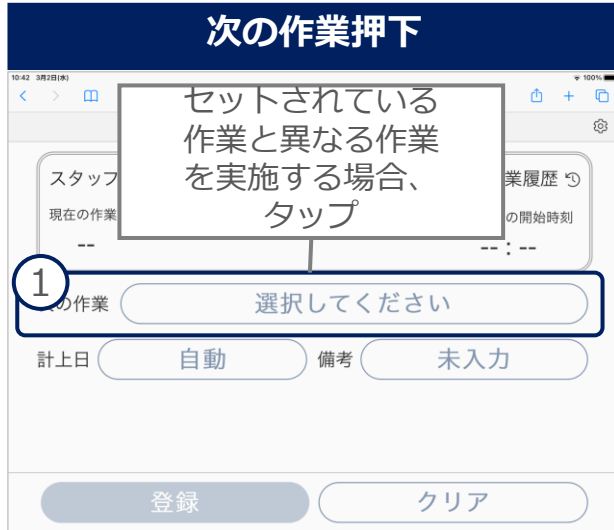 次の作業押下
10:42 3月2日(水) 100%
セットされている
作業と異なる作業
を実施する場合、
タップ
スタッフ 業履歴
現在の作業 の開始時刻
-- --:--
1
の作業 選択してください
計上日 自動 備考 未入力
登録 クリア